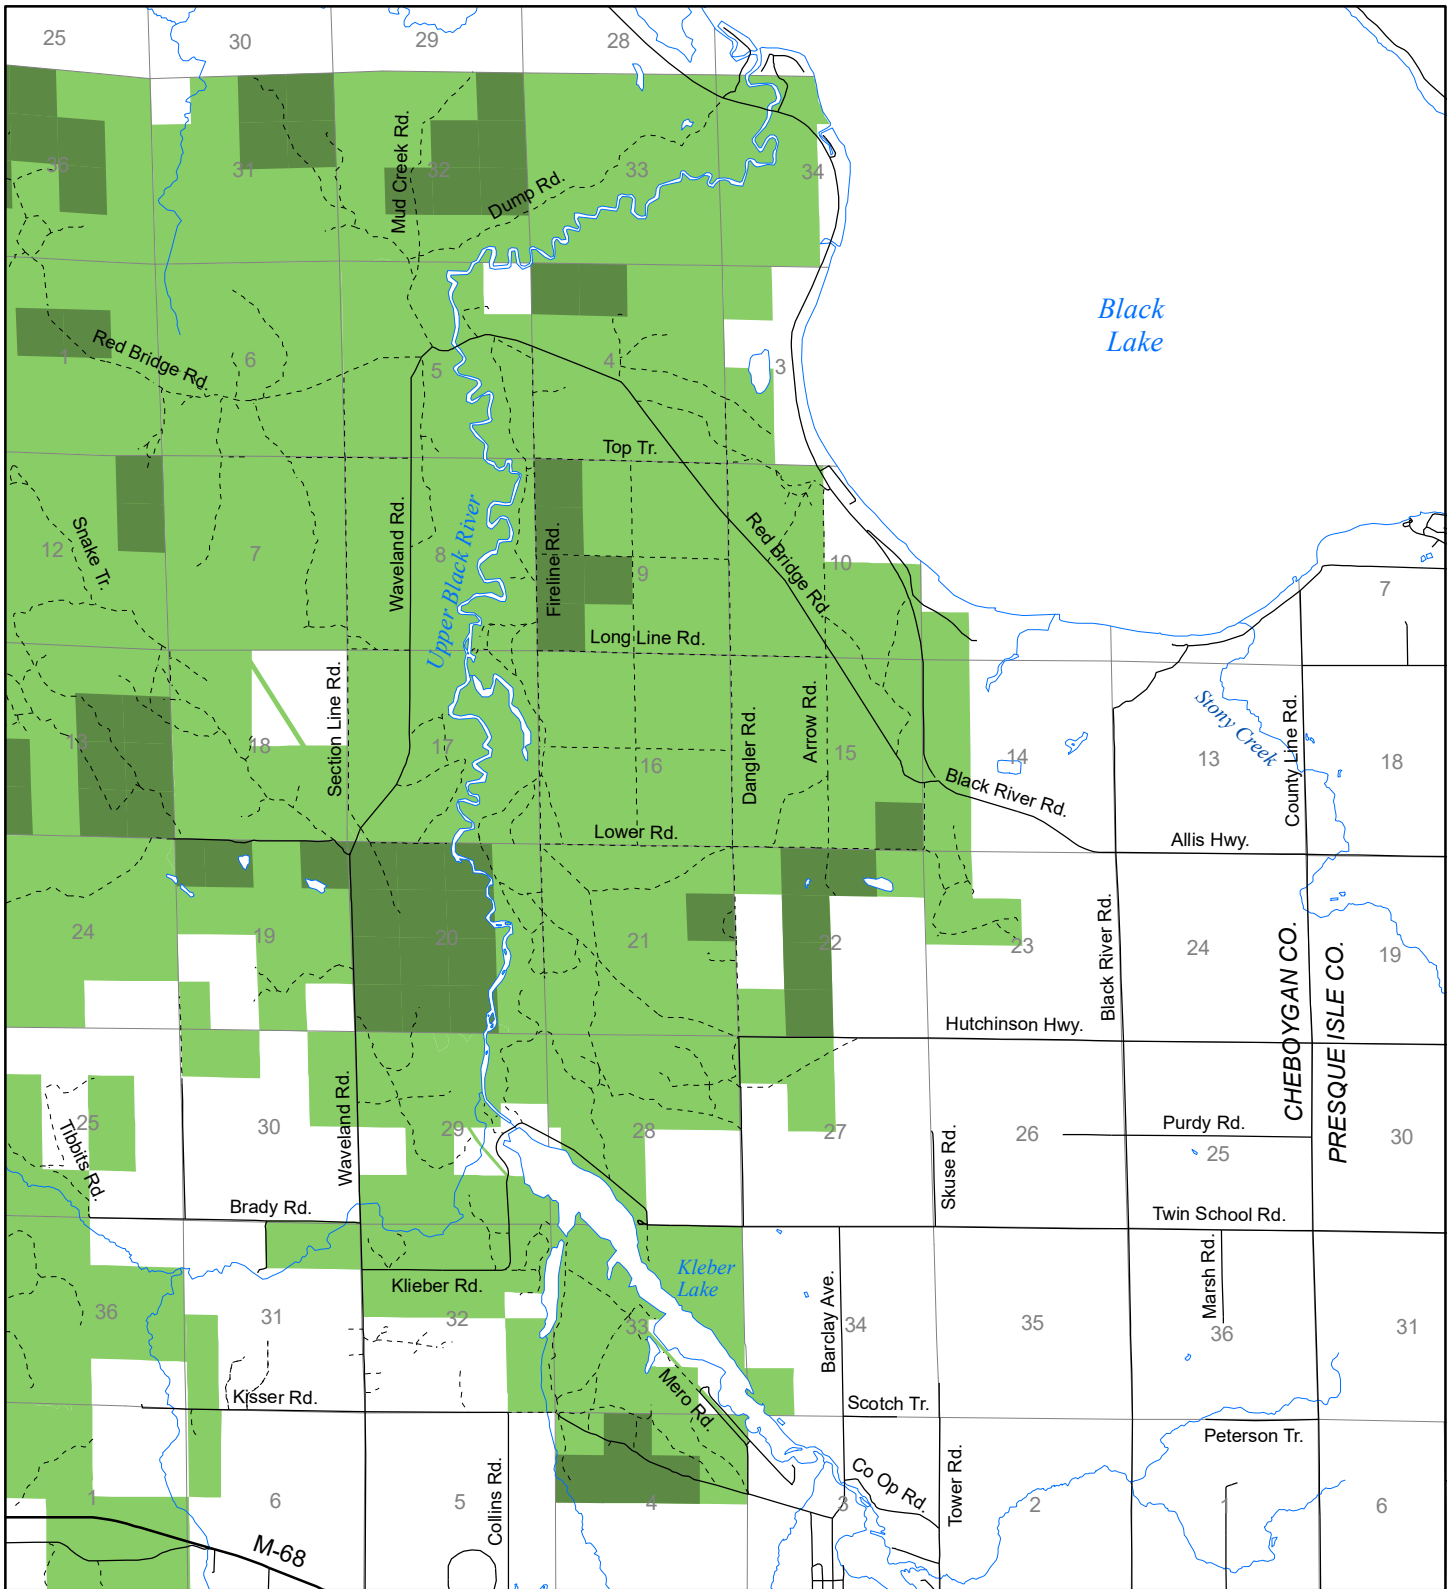 25
30
29
28
36
31
Mud Creek Rd.
32
33
34
Dump Rd.
Black
Lake
1
Red Bridge Rd.
6
5
4
3
Top Tr.
12
Snake Tr.
7
Waveland Rd.
8
Upper Black River
Fireline Rd.
9
Red Bridge Rd.
10
7
Long Line Rd.
13
18
Section Line Rd.
17
16
Dangler Rd.
Arrow Rd.
15
14
Black River Rd.
13
Stony Creek
County Line Rd.
18
Lower Rd.
Allis Hwy.
24
19
20
21
22
23
Black River Rd.
24
CHEBOYGAN CO.
PRESQUE ISLE CO.
19
Hutchinson Hwy.
25
Tibbits Rd.
30
Waveland Rd.
29
28
27
Skuse Rd.
26
Purdy Rd.
25
30
Brady Rd.
Twin School Rd.
Klieber Rd.
Kleber
Lake
36
31
32
33
Barclay Ave.
34
35
Marsh Rd.
36
31
Kisser Rd.
Mero Rd.
Scotch Tr.
Peterson Tr.
1
6
5
Collins Rd.
4
3
Co Op Rd.
Tower Rd.
2
1
6
M-68